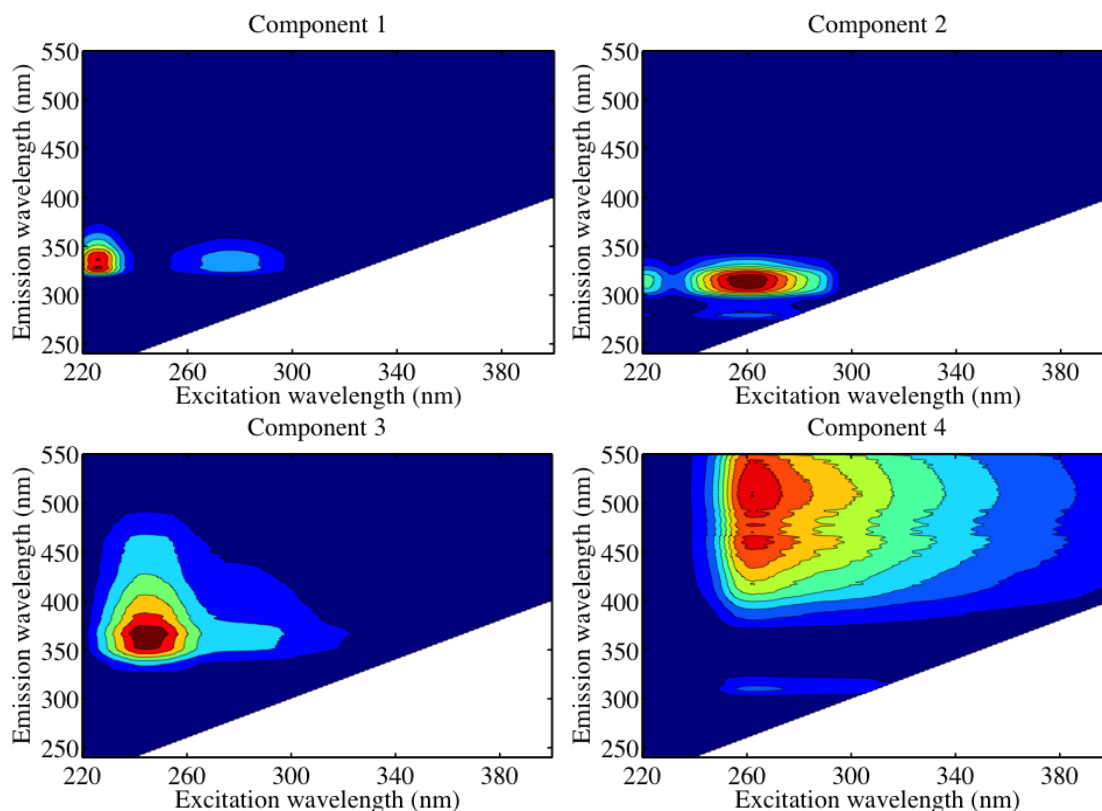 Component 1
550
500
450
400
350
300
250
Emission wavelength (nm)
220 260 300 340 380
Excitation wavelength (nm)
Component 2
550
500
450
400
350
300
250
Emission wavelength (nm)
220 260 300 340 380
Excitation wavelength (nm)
Component 3
550
500
450
400
350
300
250
Emission wavelength (nm)
220 260 300 340 380
Excitation wavelength (nm)
Component 4
550
500
450
400
350
300
250
Emission wavelength (nm)
220 260 300 340 380
Excitation wavelength (nm)